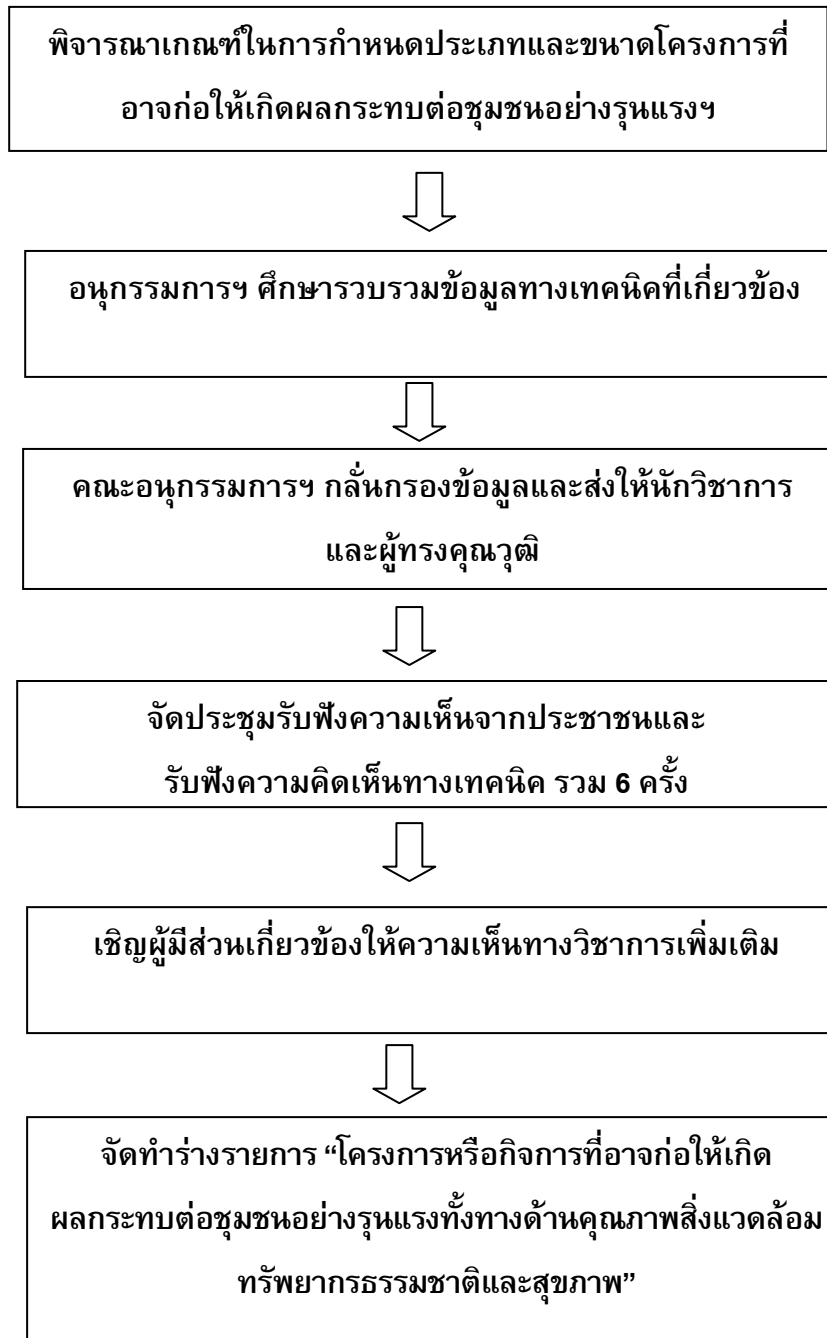 พิจารณาเกณฑ์ในการกำหนดประเภทและขนาดโครงการที่
อาจก่อให้เกิดผลกระทบต่อชุมชนอย่างรุนแรงฯ
อนุกรรมการฯ ศึกษารวบรวมข้อมูลทางเทคนิคที่เกี่ยวข้อง
คณะอนุกรรมการฯ กลั่นกรองข้อมูลและส่งให้นักวิชาการ
และผู้ทรงคุณวุฒิ
จัดประชุมรับฟังความเห็นจากประชาชนและ
รับฟังความคิดเห็นทางเทคนิค รวม 6 ครั้ง
เชิญผู้มีส่วนเกี่ยวข้องให้ความเห็นทางวิชาการเพิ่มเติม
จัดทำร่างรายการ “โครงการหรือกิจการที่อาจก่อให้เกิด
ผลกระทบต่อชุมชนอย่างรุนแรงทั้งทางด้านคุณภาพสิ่งแวดล้อม
ทรัพยากรธรรมชาติและสุขภาพ”